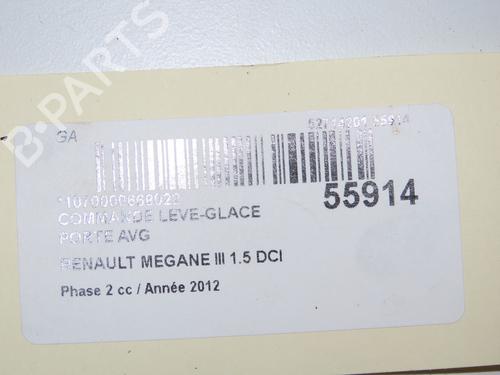 B-PARTS
GA
55914
COMMANDE LEVE-GLACE
PORTE AVG
RENAULT MEGANE III 1.5 DCI
Phase 2 cc / Année 2012